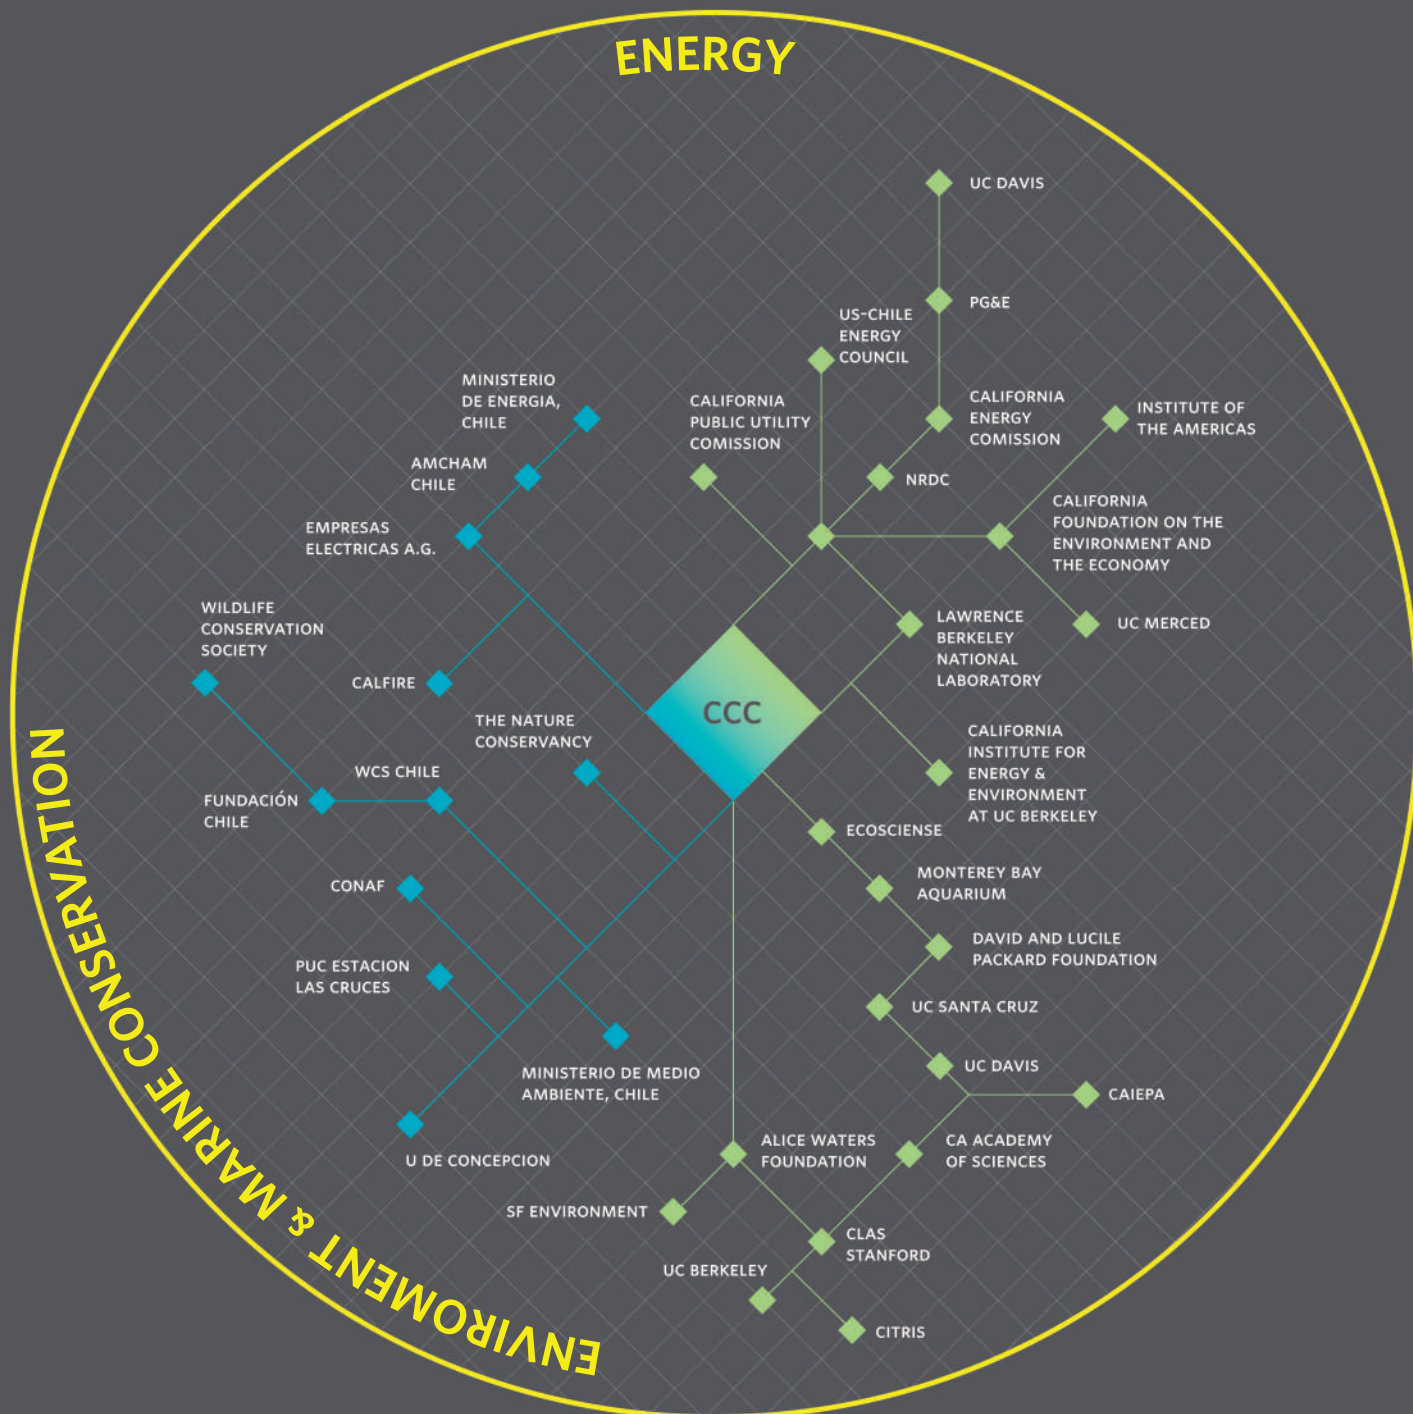 ENERGY
UC DAVIS
PG&E
US-CHILE
ENERGY
COUNCIL
MINISTERIO
DE ENERGIA,
CHILE
CALIFORNIA
PUBLIC UTILITY
COMISSION
CALIFORNIA
ENERGY
COMISSION
INSTITUTE OF
THE AMERICAS
AMCHAM
CHILE
NRDC
EMPRESAS
ELECTRICAS A.G.
CALIFORNIA
FOUNDATION ON THE
ENVIRONMENT AND
THE ECONOMY
WILDLIFE
CONSERVATION
SOCIETY
LAWRENCE
BERKELEY
NATIONAL
LABORATORY
UC MERCED
CALFIRE
CCC
THE NATURE
CONSERVANCY
CALIFORNIA
INSTITUTE FOR
ENERGY &
ENVIRONMENT
AT UC BERKELEY
WCS CHILE
FUNDACIÓN
CHILE
ECOSCIENSE
CONAF
MONTEREY BAY
AQUARIUM
DAVID AND LUCILE
PACKARD FOUNDATION
PUC ESTACION
LAS CRUCES
UC SANTA CRUZ
MINISTERIO DE MEDIO
AMBIENTE, CHILE
UC DAVIS
CAIEPA
ALICE WATERS
FOUNDATION
CA ACADEMY
OF SCIENCES
U DE CONCEPCION
SF ENVIRONMENT
CLAS
STANFORD
UC BERKELEY
CITRIS
ENVIROMENT & MARINE CONSERVATION